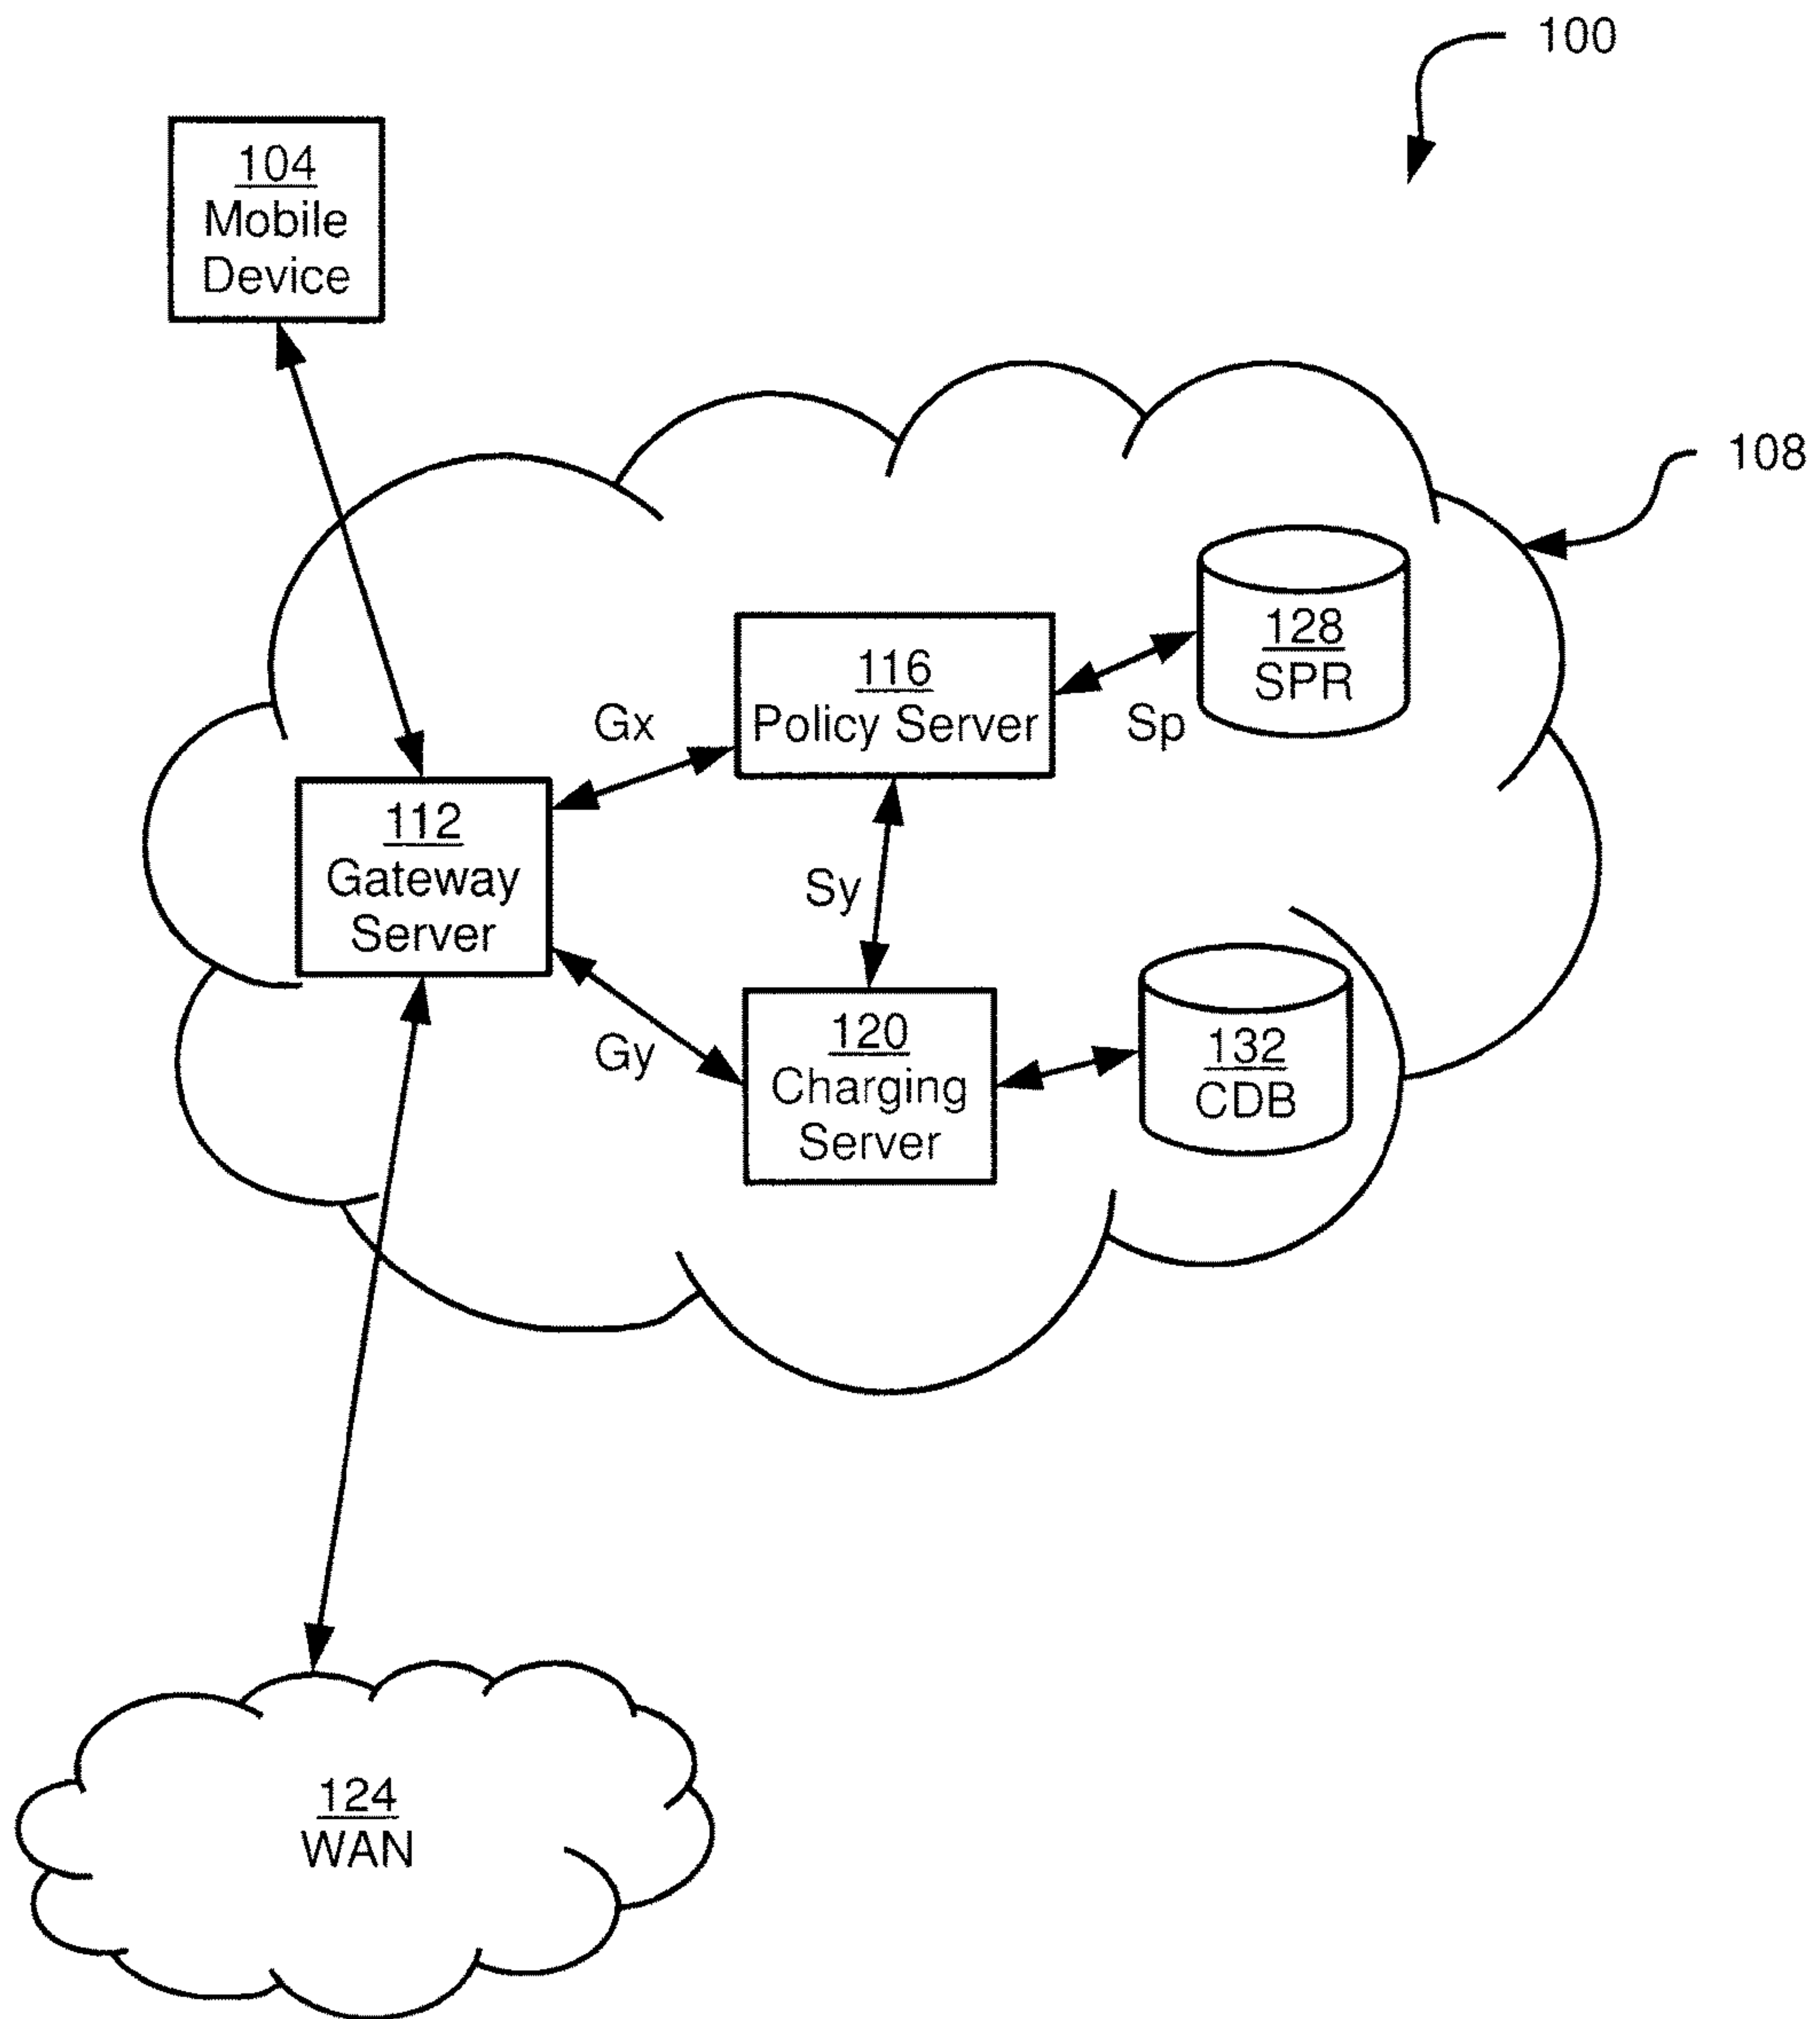 100
104
Mobile
Device
108
128
SPR
116
Policy Server
Gx
Sp
112
Gateway
Server
Sy
120
Charging
Server
Gy
132
CDB
124
WAN